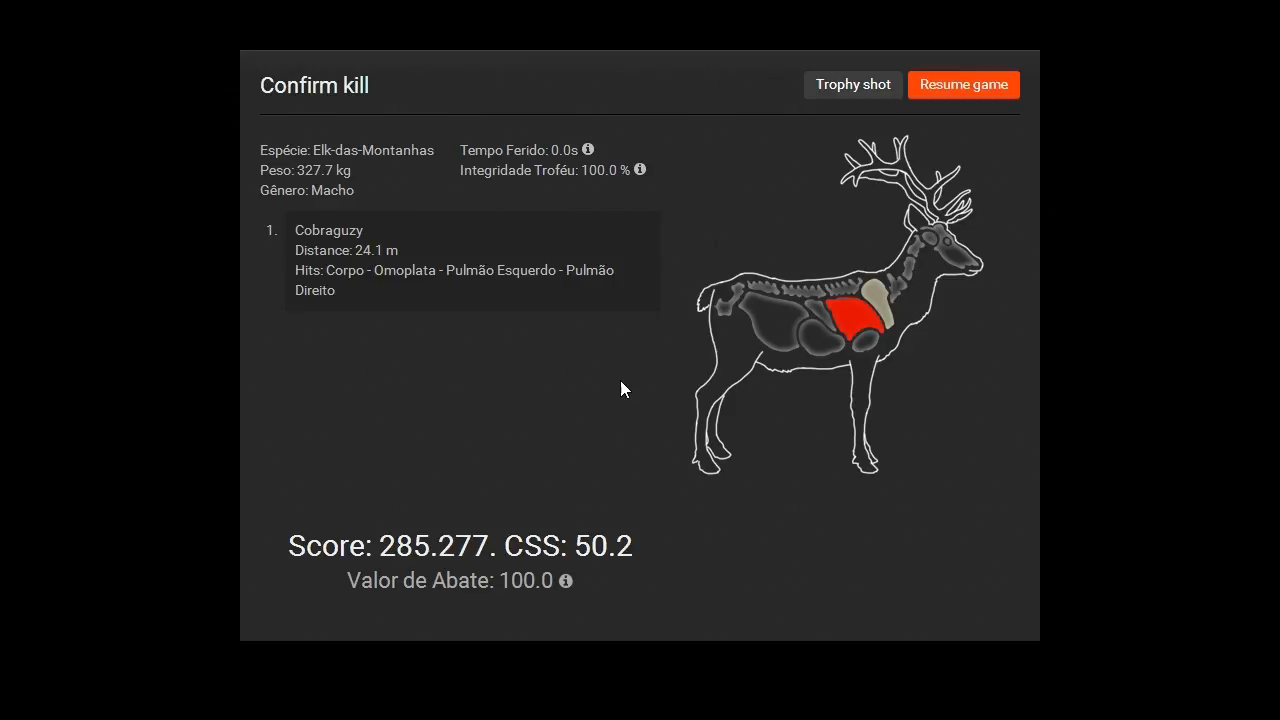 Confirm kill
Trophy shot
Resume game
Espécie: Elk-das-Montanhas
Peso: 327.7 kg
Gênero: Macho
Tempo Ferido: 0.0s
Integridade Troféu: 100.0 %
1.
Cobraguzy
Distance: 24.1 m
Hits: Corpo - Omoplata - Pulmão Esquerdo - Pulmão
Direito
Score: 285.277. CSS: 50.2
Valor de Abate: 100.0